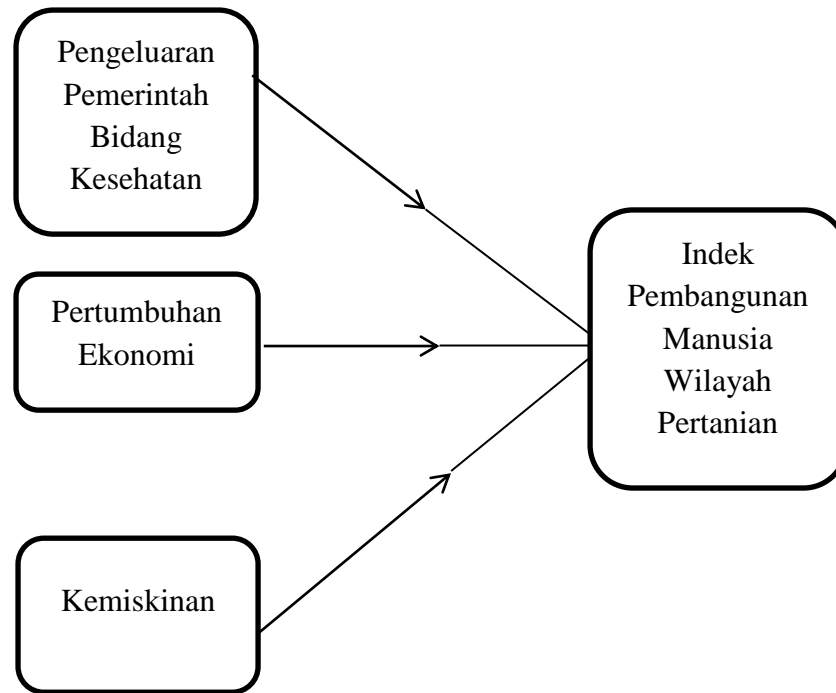 Pengeluaran
Pemerintah
Bidang
Kesehatan
Pertumbuhan
Ekonomi
Kemiskinan
Indek
Pembangunan
Manusia
Wilayah
Pertanian